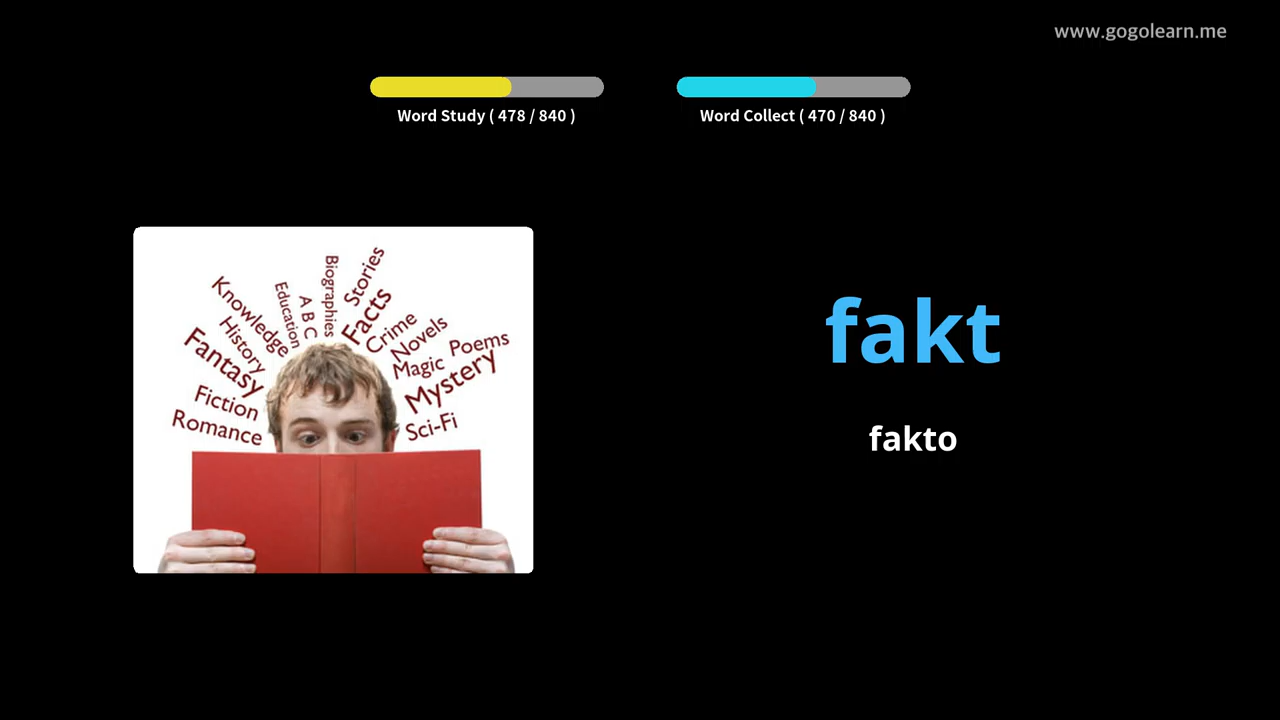 www.gogolearn.me
Word Study ( 478 / 840 )
Word Collect ( 470 / 840 )
Biographies
Stories
Facts
Education
A B C
Knowledge
Crime
Novels
History
Poems
Fantasy
Magic
Mystery
Fiction
Romance
Sci-Fi
fakt
fakto